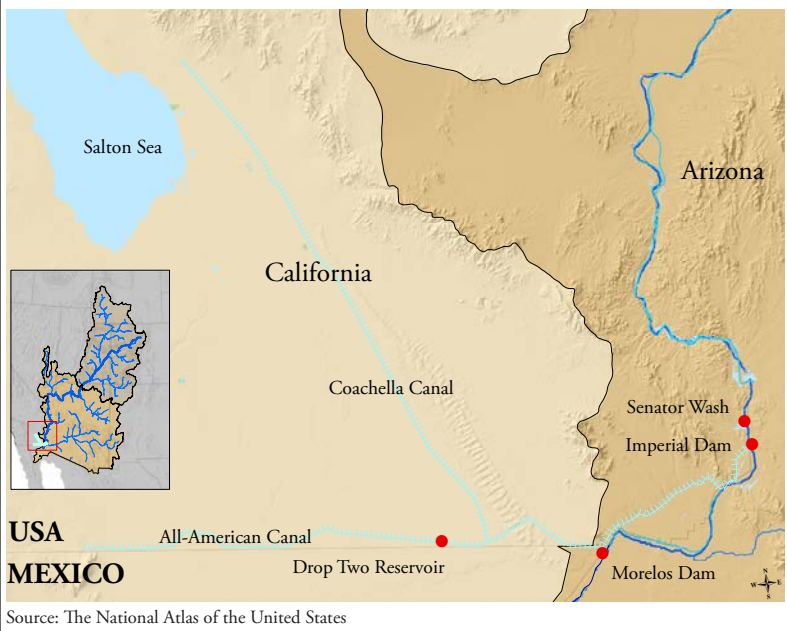 Salton Sea
Arizona
California
Coachella Canal
Senator Wash
Imperial Dam
USA
All-American Canal
MEXICO
Drop Two Reservoir
Morelos Dam
N
W E
S
Source: The National Atlas of the United States